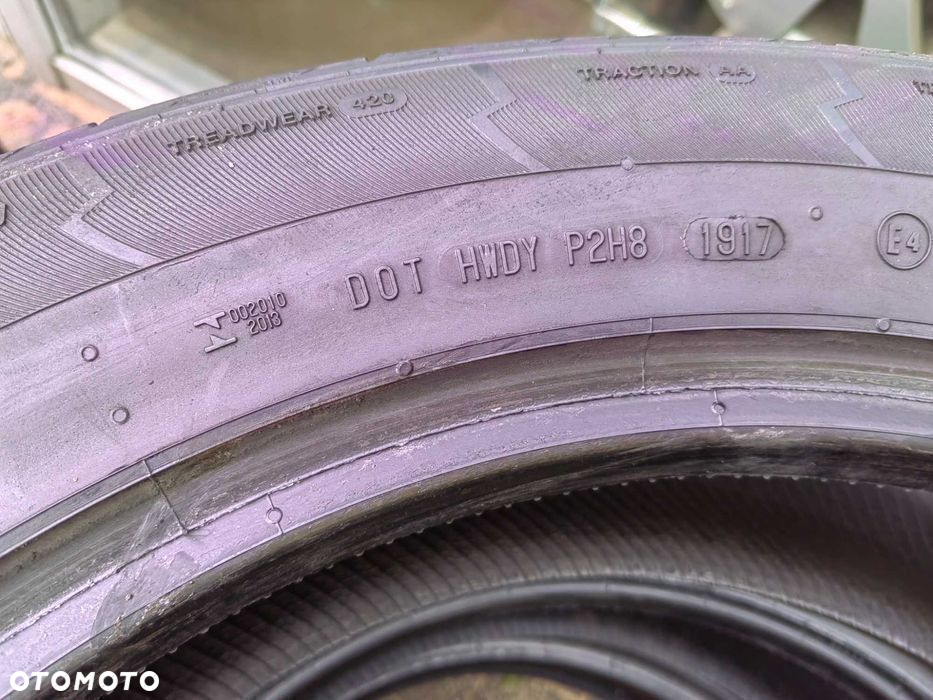 TREADWEAR 420
TRACTION AA
DOT HWDY P2H8 1917
E4
002010
2013
OTOMOTO